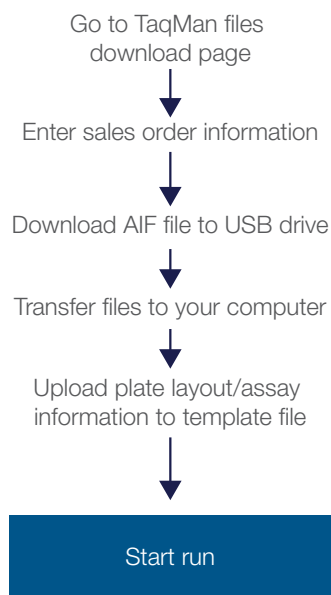 Go to TaqMan files
download page
Enter sales order information
Download AIF file to USB drive
Transfer files to your computer
Upload plate layout/assay
information to template file
Start run